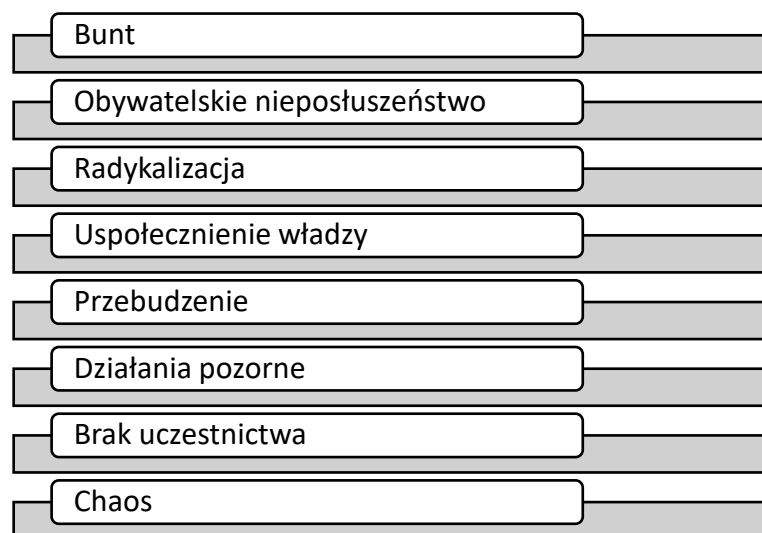 Bunt
Obywatelskie nieposłuszeństwo
Radykalizacja
Uspołecznienie władzy
Przebudzenie
Działania pozorne
Brak uczestnictwa
Chaos